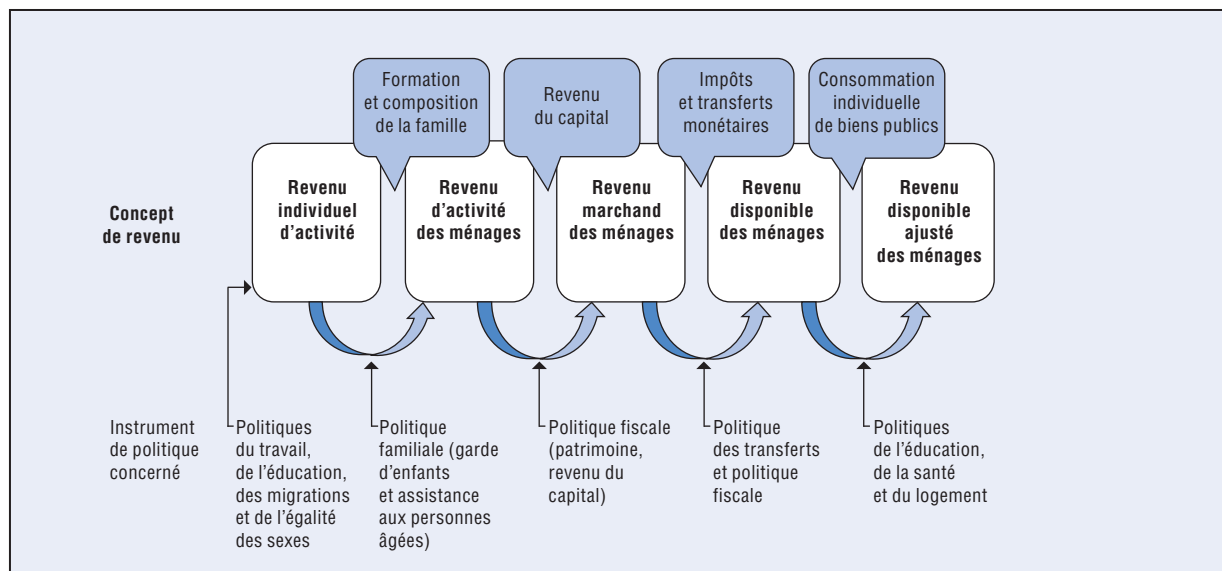 Formation
et composition
de la famille
Revenu
du capital
Impôts
et transferts
monétaires
Consommation
individuelle
de biens publics
Concept
de revenu
Revenu
individuel
d'activité
Revenu
d'activité
des ménages
Revenu
marchand
des ménages
Revenu
disponible
des ménages
Revenu
disponible
ajusté
des ménages
Instrument
de politique
concerné
Politiques
du travail,
de l'éducation,
des migrations
et de l'égalité
des sexes
Politique
familiale (garde
d'enfants
et assistance
aux personnes
âgées)
Politique fiscale
(patrimoine,
revenu du
capital)
Politique
des transferts
et politique
fiscale
Politiques
de l'éducation,
de la santé
et du logement